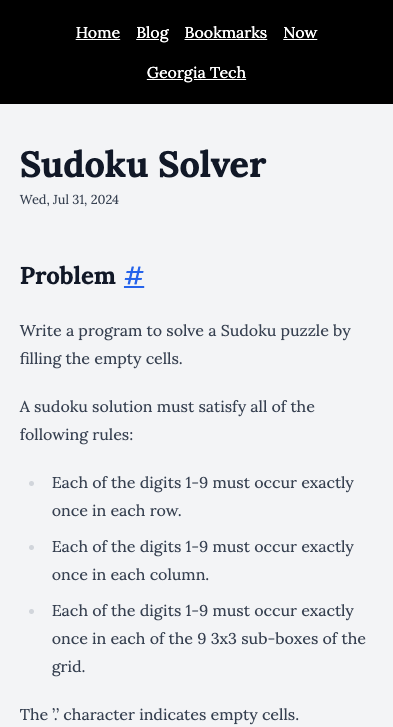 Home Blog Bookmarks Now
Georgia Tech
Sudoku Solver
Wed, Jul 31, 2024
Problem #
Write a program to solve a Sudoku puzzle by
filling the empty cells.
A sudoku solution must satisfy all of the
following rules:
Each of the digits 1-9 must occur exactly
once in each row.
Each of the digits 1-9 must occur exactly
once in each column.
Each of the digits 1-9 must occur exactly
once in each of the 9 3x3 sub-boxes of the
grid.
The ’.’ character indicates empty cells.